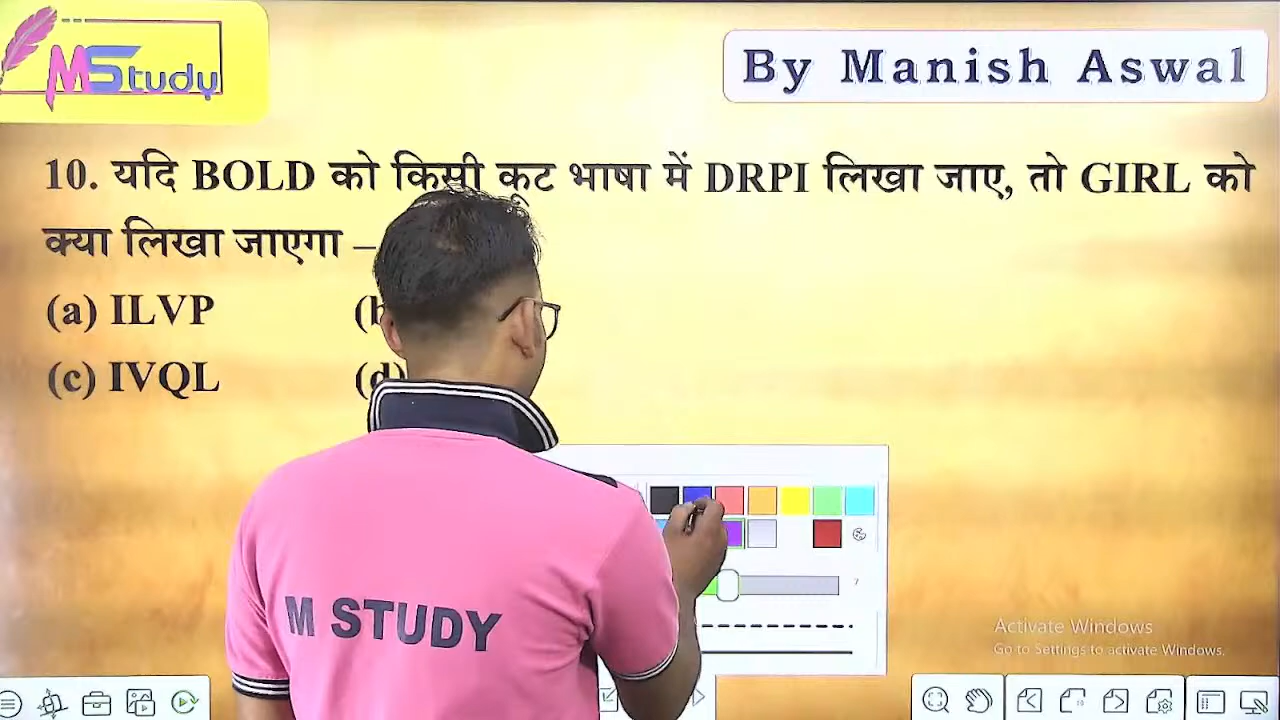 MStudy
By Manish Aswal
10. यदि BOLD को किसी कूट भाषा में DRPI लिखा जाए, तो GIRL को
क्या लिखा जाएगा –
(a) ILVP (b
(c) IVQL (d)
M STUDY
Activate Windows
Go to Settings to activate Windows.